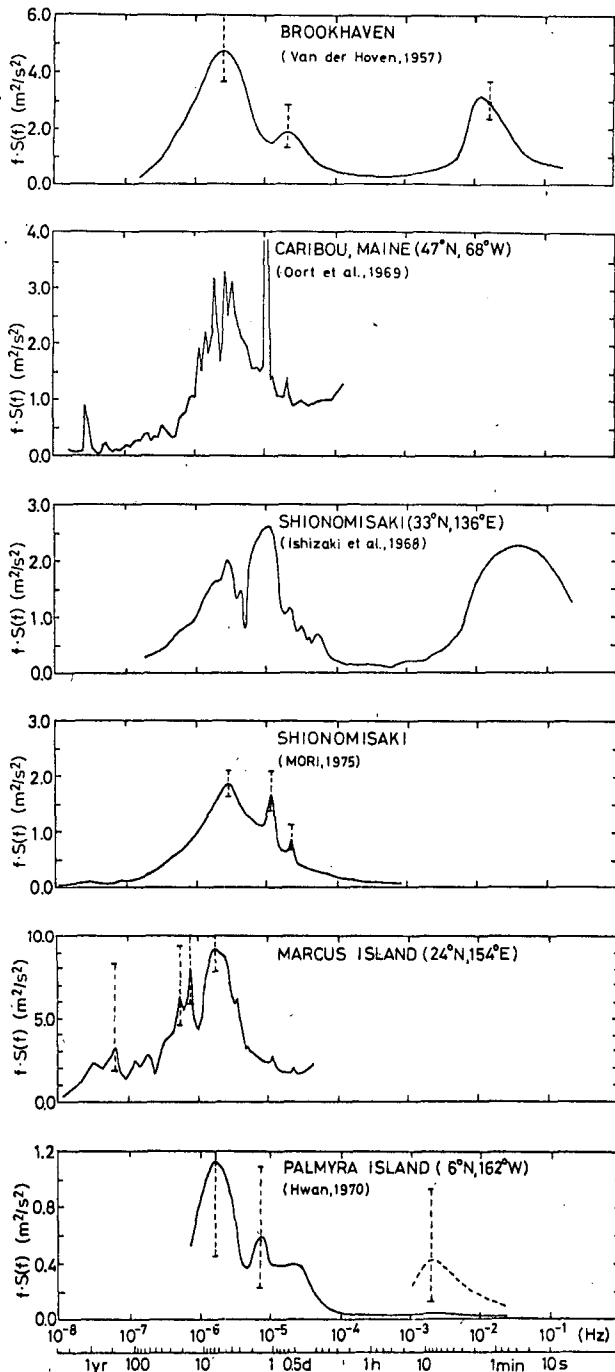 BROOKHAVEN
(Van der Hoven, 1957)
f·S(f) (m²/s²)
6.0
4.0
2.0
0.0
CARIBOU, MAINE (47°N, 68°W)
(Oort et al., 1969)
f·S(f) (m²/s²)
4.0
3.0
2.0
1.0
0.0
SHIONOMISAKI (33°N, 136°E)
(Ishizaki et al., 1968)
f·S(f) (m²/s²)
3.0
2.0
1.0
0.0
SHIONOMISAKI
(MORI, 1975)
f·S(f) (m²/s²)
3.0
2.0
1.0
0.0
MARCUS ISLAND (24°N, 154°E)
f·S(f) (m²/s²)
10.0
5.0
0.0
PALMYRA ISLAND ( 6°N, 162°W)
(Hwan, 1970)
f·S(f) (m²/s²)
1.2
0.8
0.4
0.0
10⁻⁸ 10⁻⁷ 10⁻⁶ 10⁻⁵ 10⁻⁴ 10⁻³ 10⁻² 10⁻¹ (Hz)
1yr 100 10 1 0.5d 1h 10 1min 10s